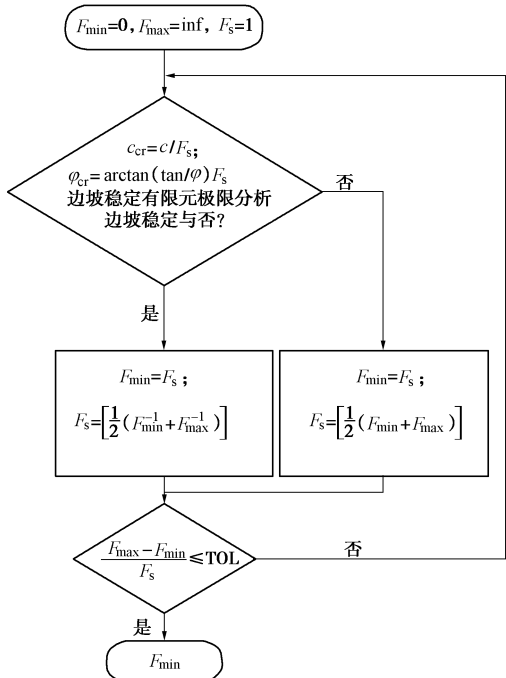 Fmin=0, Fmax=inf, Fs=1
ccr=c/Fs;
φcr=arctan(tan/φ)Fs
边坡稳定有限元极限分析
边坡稳定与否?
否
是
Fmin=Fs;
Fs=[1/2(Fmin^-1+Fmax^-1)]
Fmin=Fs;
Fs=[1/2(Fmin+Fmax)]
(Fmax-Fmin)/Fs≤TOL
否
是
Fmin